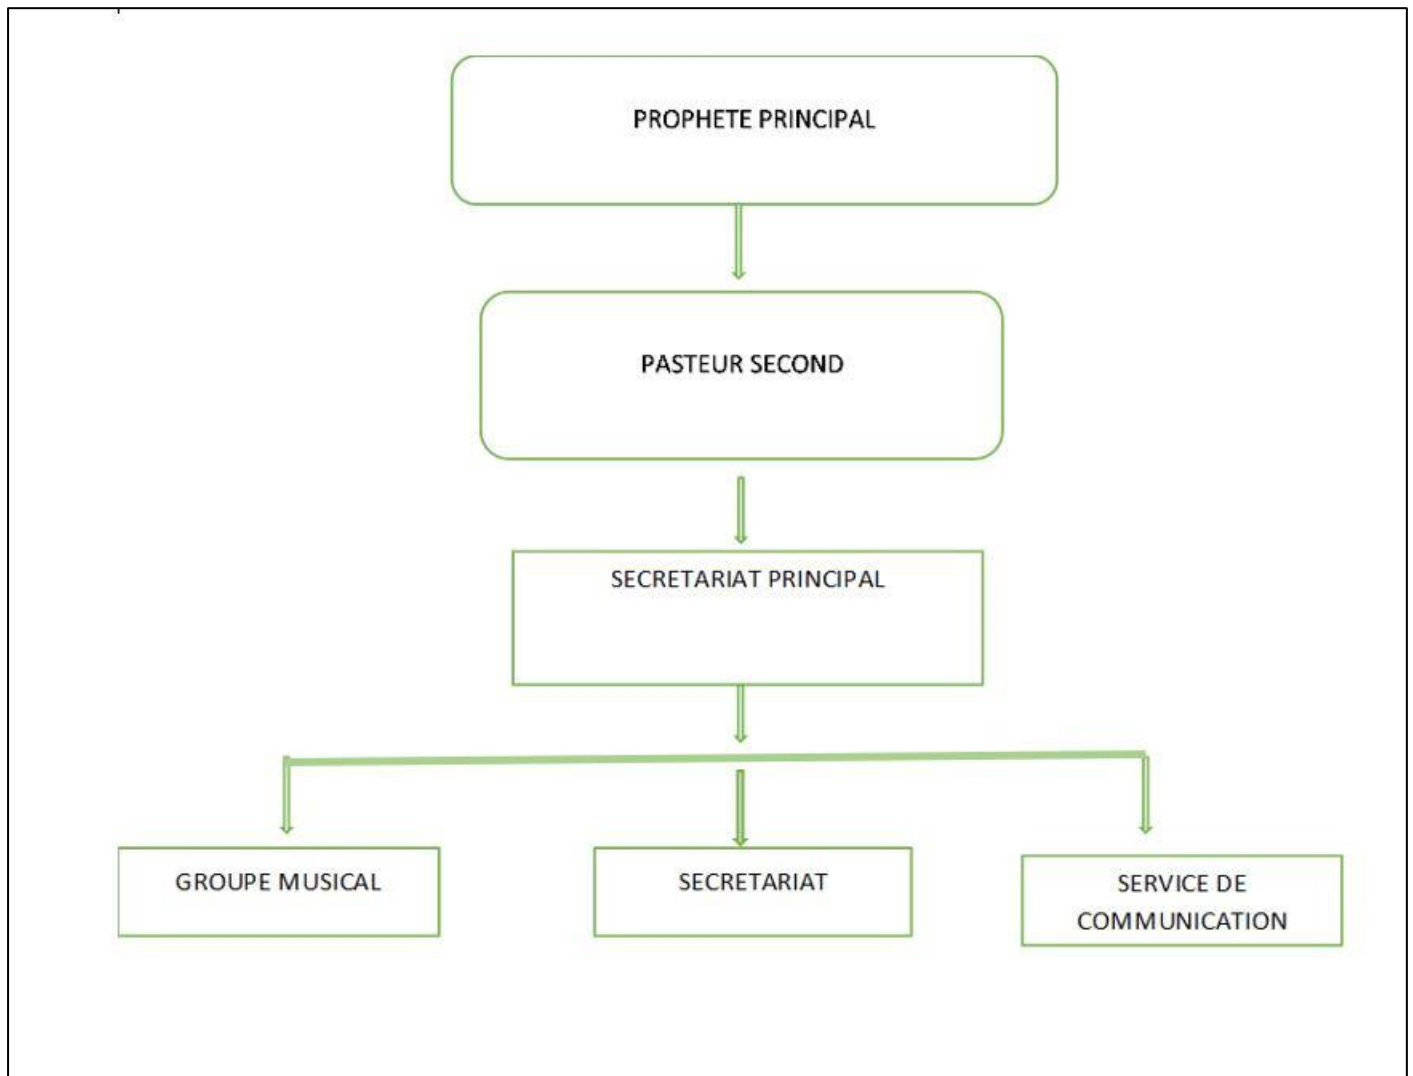 PROPHETE PRINCIPAL
PASTEUR SECOND
SECRETARIAT PRINCIPAL
GROUPE MUSICAL
SECRETARIAT
SERVICE DE
COMMUNICATION